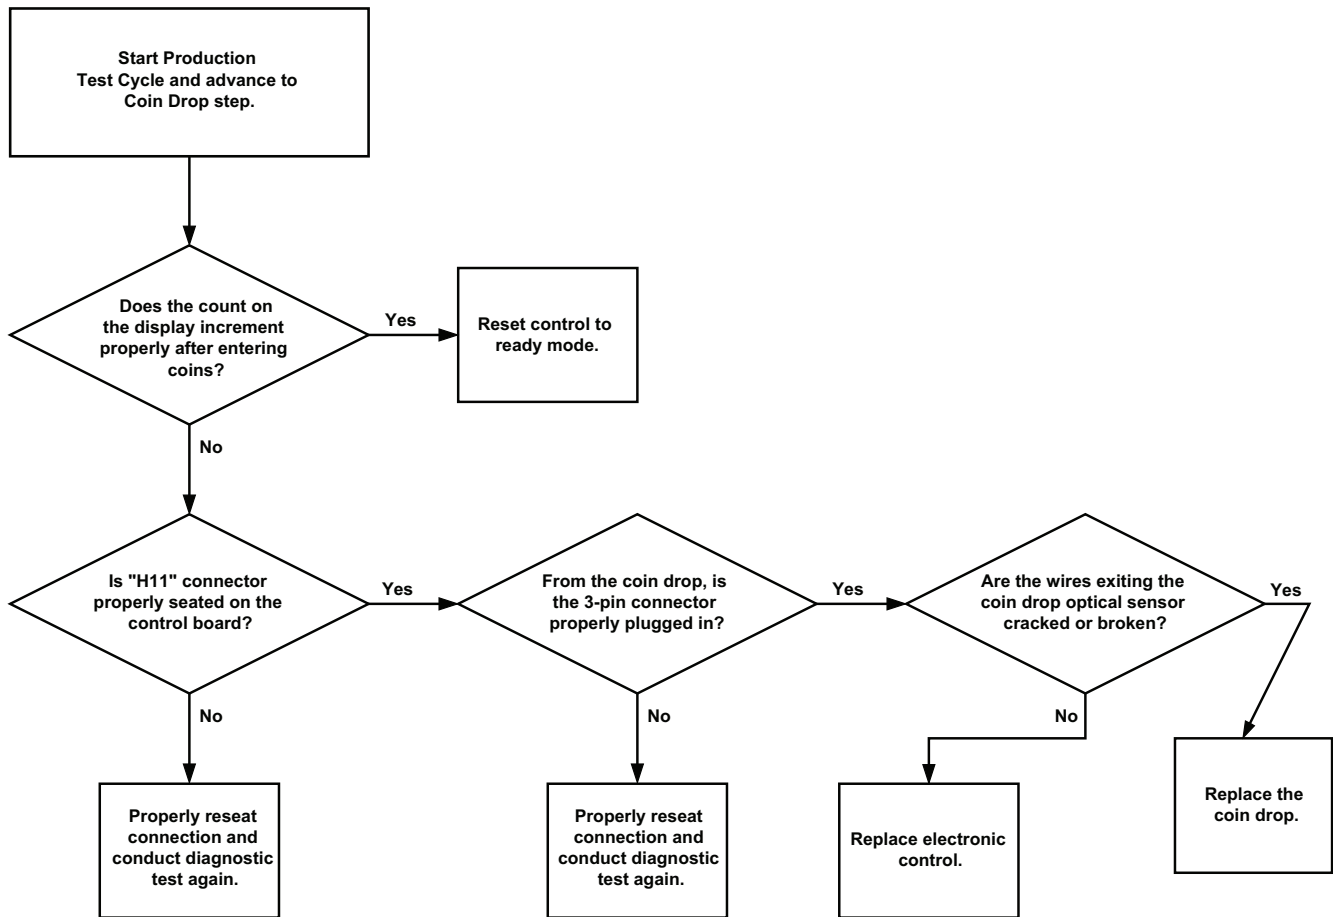 Start Production
Test Cycle and advance to
Coin Drop step.
Does the count on
the display increment
properly after entering
coins?
Yes
Reset control to
ready mode.
No
Is "H11" connector
properly seated on the
control board?
Yes
From the coin drop, is
the 3-pin connector
properly plugged in?
Yes
Are the wires exiting the
coin drop optical sensor
cracked or broken?
Yes
No
No
No
Properly reseat
connection and
conduct diagnostic
test again.
Properly reseat
connection and
conduct diagnostic
test again.
Replace electronic
control.
Replace the
coin drop.